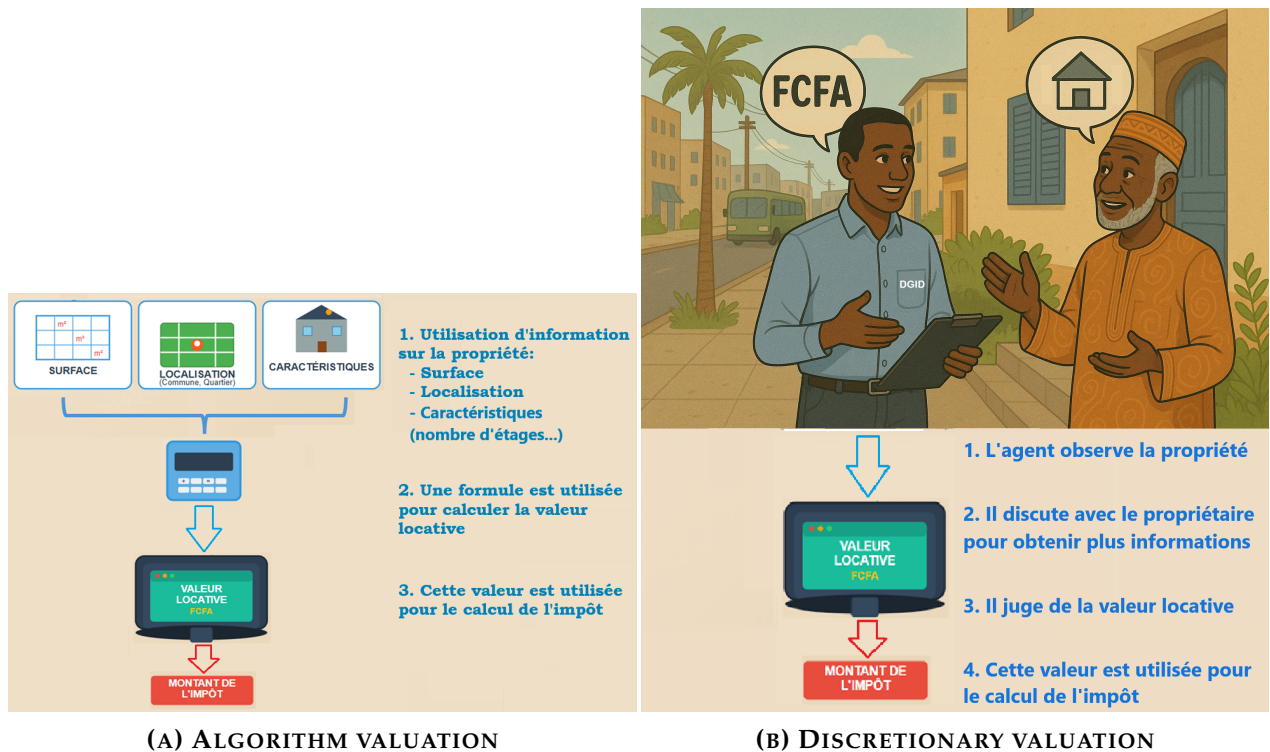 SURFACE
m²
m²
m²
LOCALISATION
(Commune, Quartier)
CARACTÉRISTIQUES
1. Utilisation d'information
sur la propriété:
- Surface
- Localisation
- Caractéristiques
(nombre d'étages...)
2. Une formule est utilisée
pour calculer la valeur
locative
VALEUR
LOCATIVE
FCFA
3. Cette valeur est utilisée
pour le calcul de l'impôt
MONTANT DE
L'IMPÔT
(A) ALGORITHM VALUATION
FCFA
DGID
1. L'agent observe la propriété
2. Il discute avec le propriétaire
pour obtenir plus informations
VALEUR
LOCATIVE
FCFA
3. Il juge de la valeur locative
4. Cette valeur est utilisée pour
le calcul de l'impôt
MONTANT DE
L'IMPÔT
(B) DISCRETIONARY VALUATION